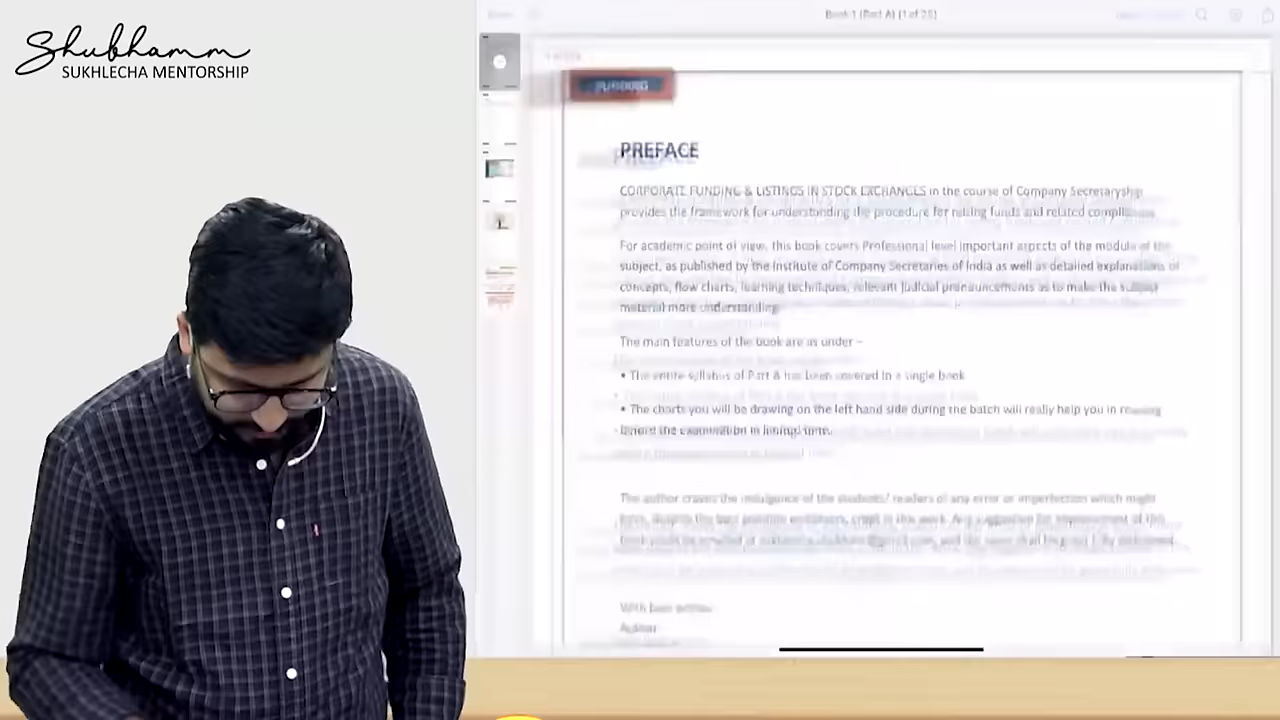 Shubhamm
SUKHLECHA MENTORSHIP
Book 1 (Part A) (1 of 25)
FUNDING
PREFACE
CORPORATE FUNDING & LISTINGS IN STOCK EXCHANGES in the course of Company Secretaryship
provides the framework for understanding the procedure for raising funds and related compliances
For academic point of view, this book covers Professional level important aspects of the module of the
subject, as published by the Institute of Company Secretaries of India as well as detailed explanations of
concepts, flow charts, learning techniques, relevant judicial pronouncements as to make the subject
material more understanding
The main features of the book are as under –
• The entire syllabus of Part A has been covered in a single book
• The charts you will be drawing on the left hand side during the batch will really help you in revising
before the examination in limited time.
The author craves the indulgence of the students/ readers of any error or imperfection which might
have, despite the best possible
With best wishes
Author